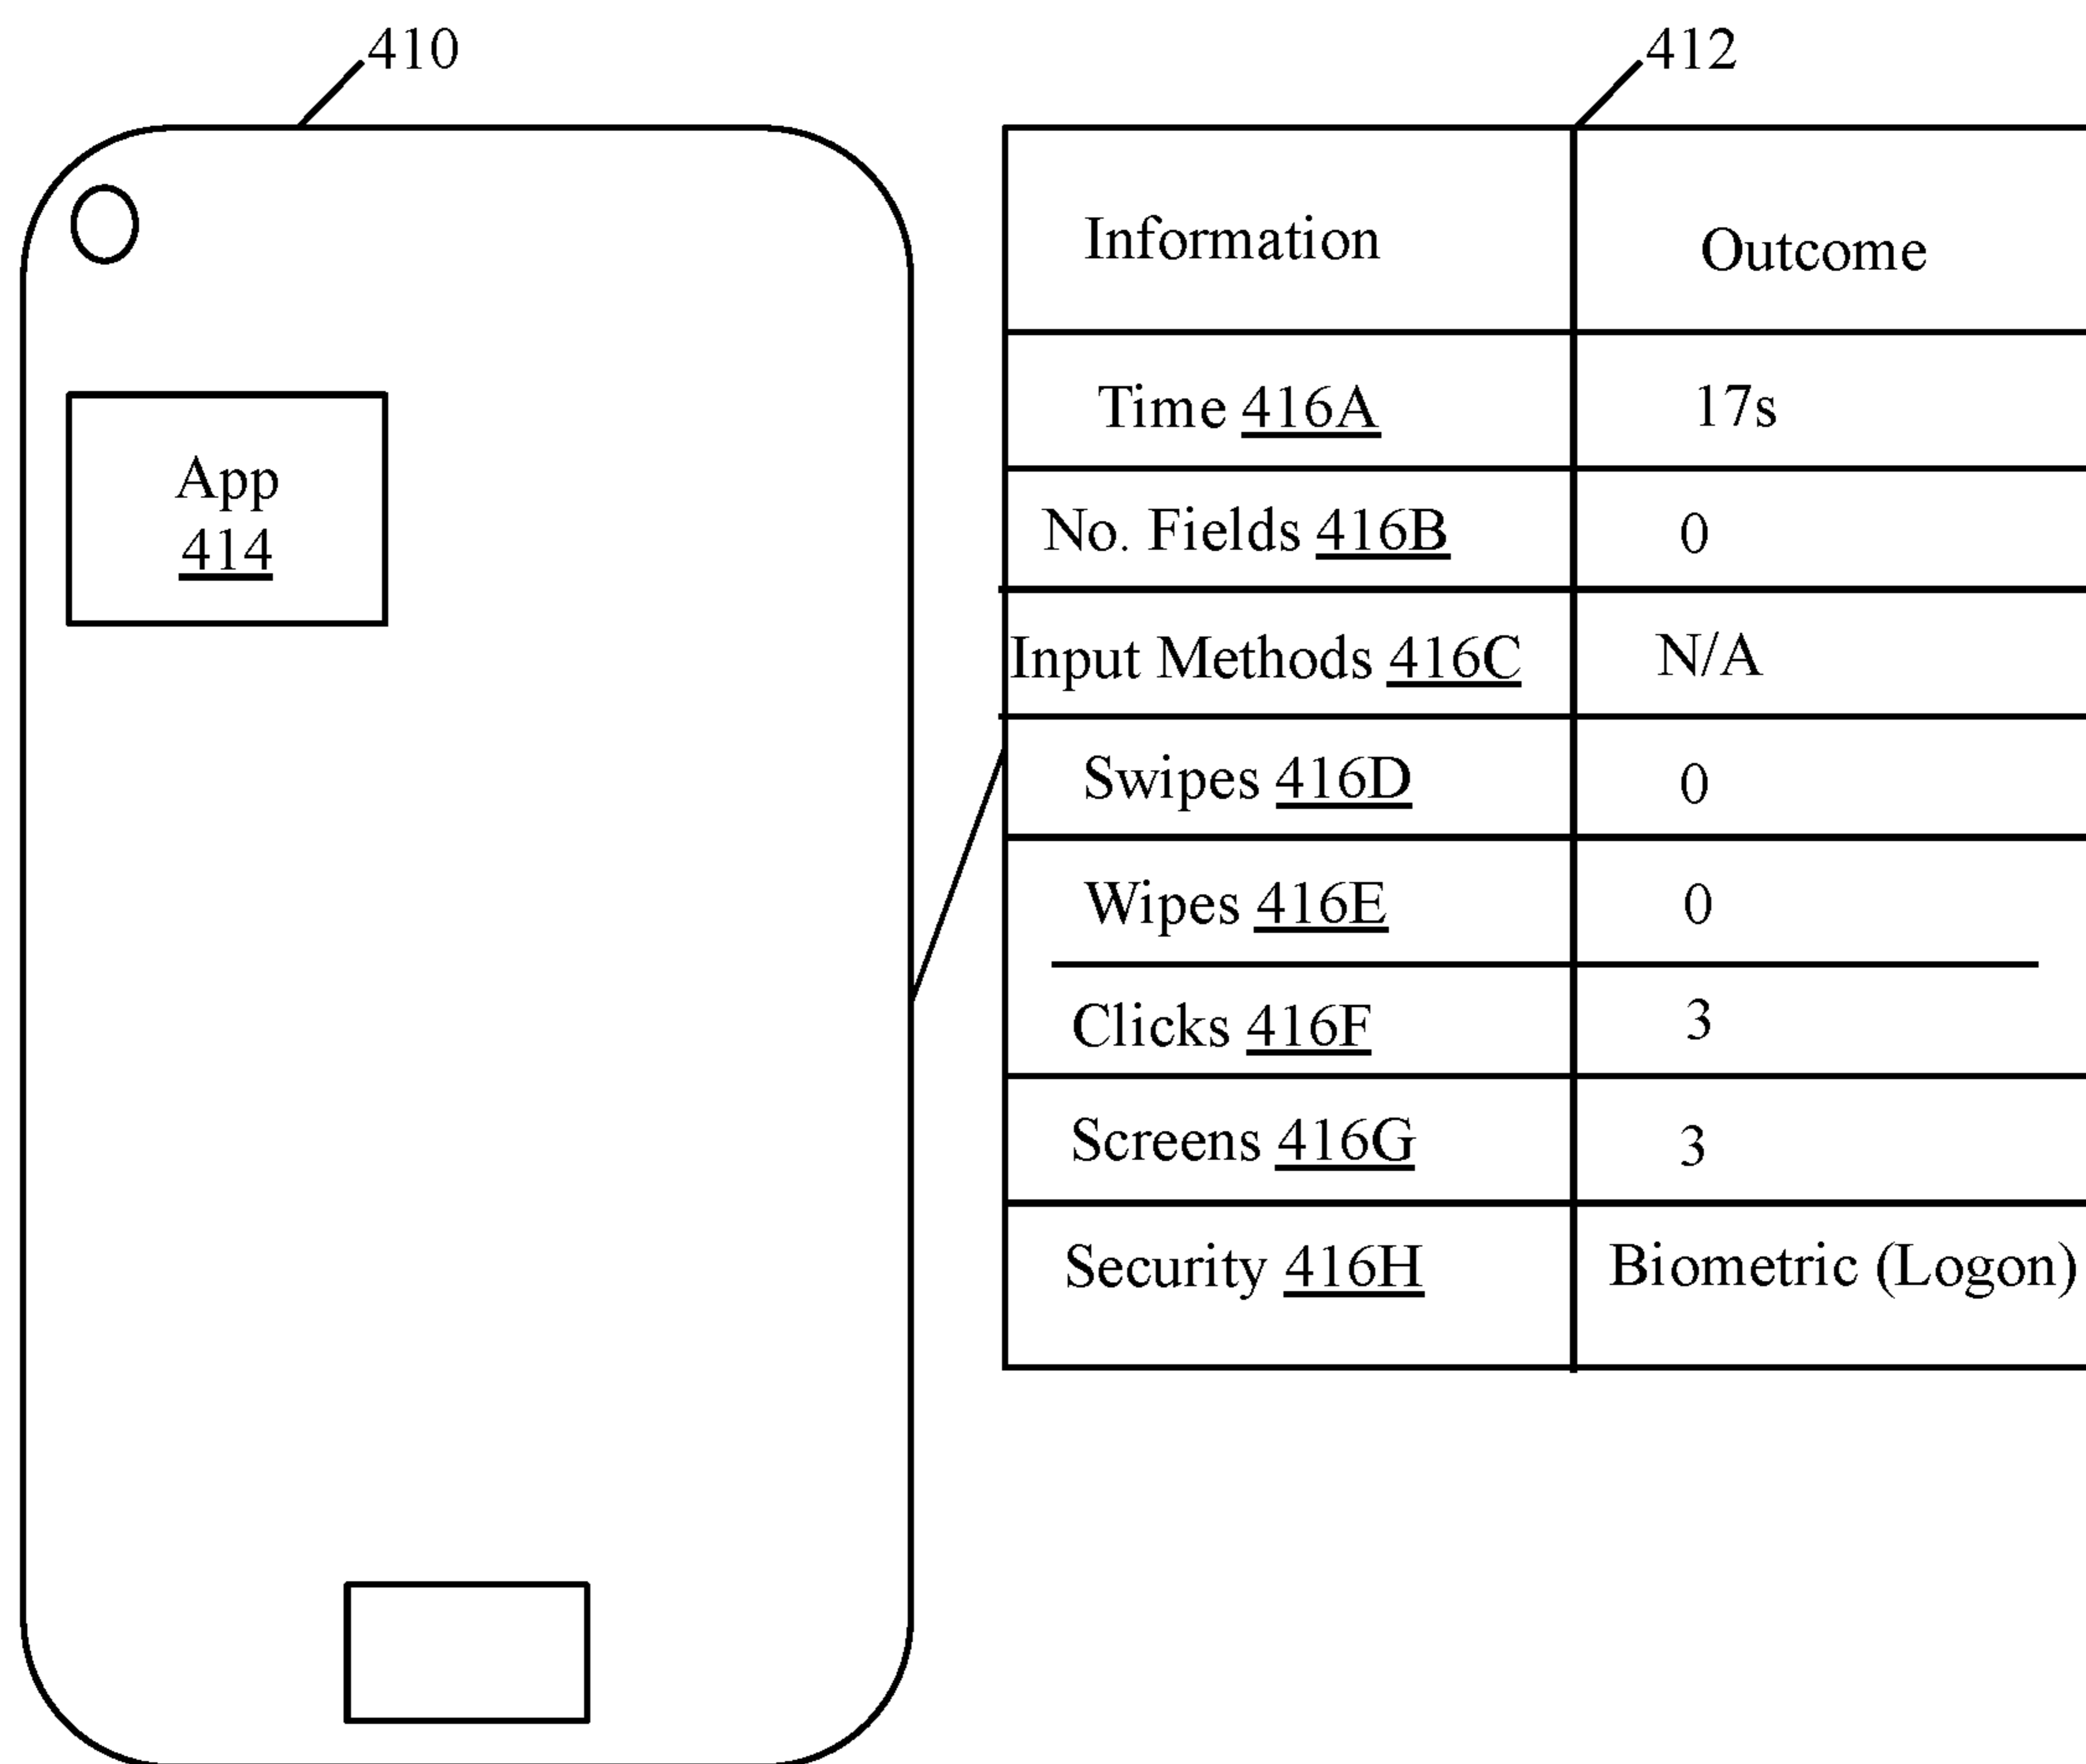 410
412
App
414
Information Outcome
Time 416A 17s
No. Fields 416B 0
Input Methods 416C N/A
Swipes 416D 0
Wipes 416E 0
Clicks 416F 3
Screens 416G 3
Security 416H Biometric (Logon)